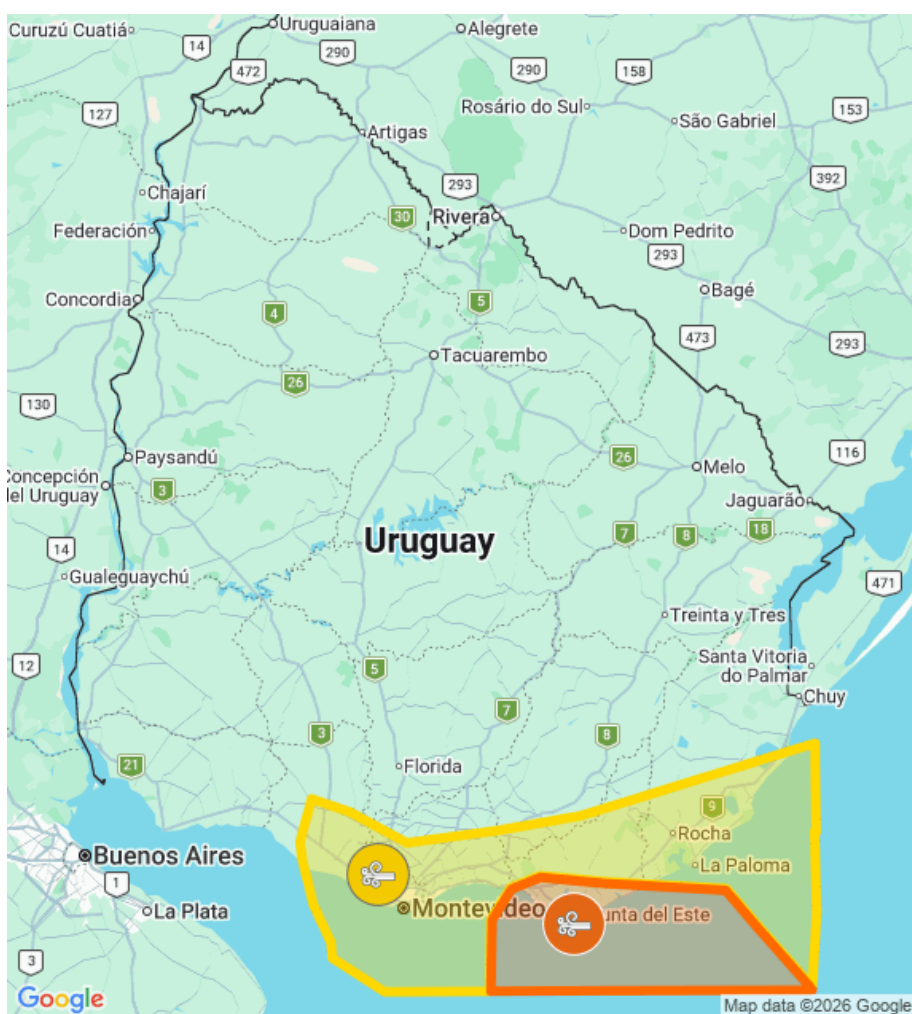 Uruguaiana
Curuzú Cuatiá
Alegrete
14
290
472
290
158
Rosário do Sul
153
127
São Gabriel
Artigas
392
Chajarí
293
30
Rivera
Federación
Dom Pedrito
293
Bagé
Concordia
5
4
473
293
Tacuarembo
26
130
116
Paysandú
26
Melo
Concepción
del Uruguay
3
Jaguarão
18
7
8
Uruguay
14
Gualeguaychú
471
Treinta y Tres
12
5
Santa Vitoria
do Palmar
Chuy
7
3
8
21
Florida
9
Rocha
Buenos Aires
La Paloma
1
La Plata
Montevideo
unta del Este
3
Google
Map data ©2026 Google